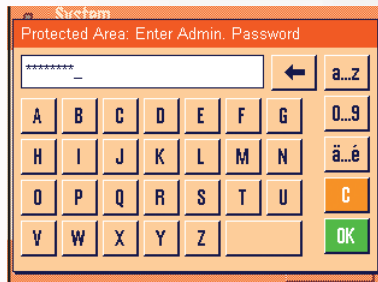 System
Protected Area: Enter Admin. Password
********_
a...z
A B C D E F G 0...9
H I J K L M N ä...é
O P Q R S T U C
V W X Y Z OK